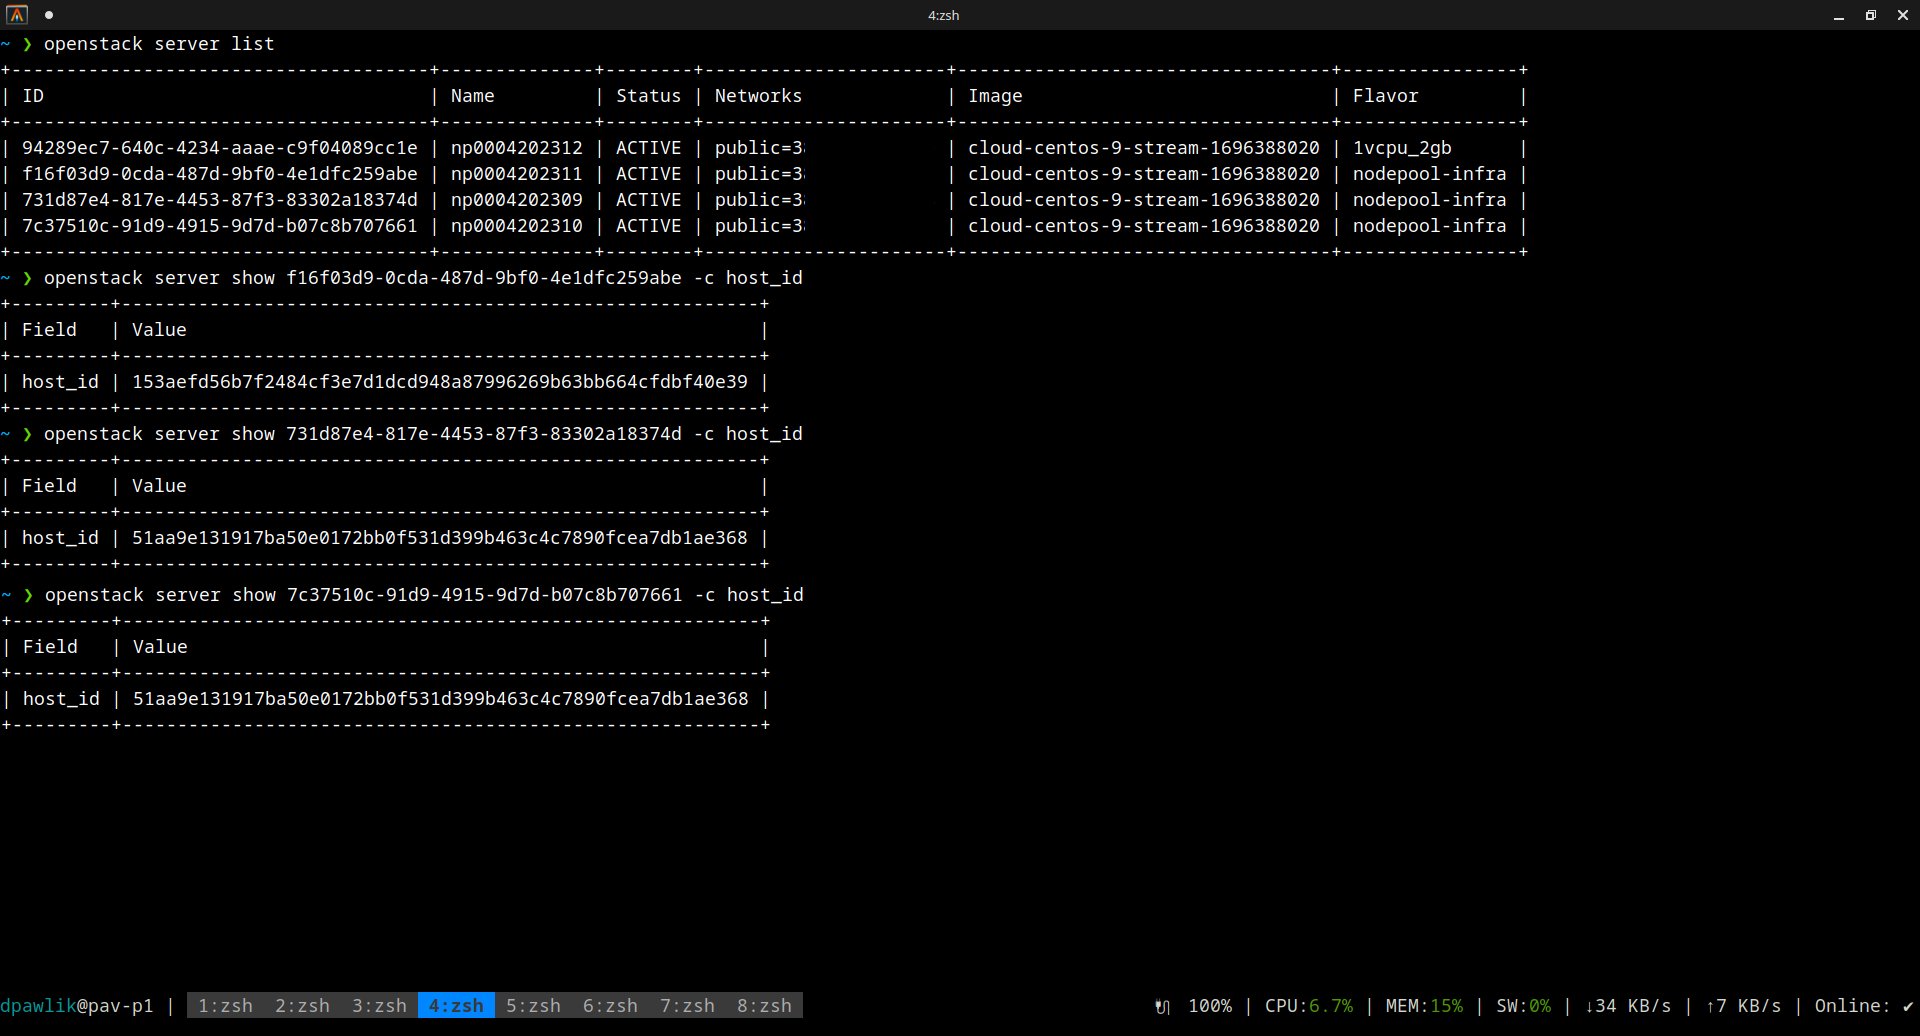 4:zsh
~ ❯ openstack server list
+--------------------------------------+--------------+--------+----------------------+----------------------------------+----------------+
| ID                                   | Name         | Status | Networks             | Image                            | Flavor         |
+--------------------------------------+--------------+--------+----------------------+----------------------------------+----------------+
| 94289ec7-640c-4234-aaae-c9f04089cc1e | np0004202312 | ACTIVE | public=3             | cloud-centos-9-stream-1696388020 | 1vcpu_2gb      |
| f16f03d9-0cda-487d-9bf0-4e1dfc259abe | np0004202311 | ACTIVE | public=3             | cloud-centos-9-stream-1696388020 | nodepool-infra |
| 731d87e4-817e-4453-87f3-83302a18374d | np0004202309 | ACTIVE | public=3             | cloud-centos-9-stream-1696388020 | nodepool-infra |
| 7c37510c-91d9-4915-9d7d-b07c8b707661 | np0004202310 | ACTIVE | public=3             | cloud-centos-9-stream-1696388020 | nodepool-infra |
+--------------------------------------+--------------+--------+----------------------+----------------------------------+----------------+
~ ❯ openstack server show f16f03d9-0cda-487d-9bf0-4e1dfc259abe -c host_id
+---------+----------------------------------------------------------+
| Field   | Value                                                    |
+---------+----------------------------------------------------------+
| host_id | 153aefd56b7f2484cf3e7d1dcd948a87996269b63bb664cfdbf40e39 |
+---------+----------------------------------------------------------+
~ ❯ openstack server show 731d87e4-817e-4453-87f3-83302a18374d -c host_id
+---------+----------------------------------------------------------+
| Field   | Value                                                    |
+---------+----------------------------------------------------------+
| host_id | 51aa9e131917ba50e0172bb0f531d399b463c4c7890fcea7db1ae368 |
+---------+----------------------------------------------------------+
~ ❯ openstack server show 7c37510c-91d9-4915-9d7d-b07c8b707661 -c host_id
+---------+----------------------------------------------------------+
| Field   | Value                                                    |
+---------+----------------------------------------------------------+
| host_id | 51aa9e131917ba50e0172bb0f531d399b463c4c7890fcea7db1ae368 |
+---------+----------------------------------------------------------+
dpawlik@pav-p1 | 1:zsh 2:zsh 3:zsh 4:zsh 5:zsh 6:zsh 7:zsh 8:zsh 100% | CPU:6.7% | MEM:15% | SW:0% | ↓34 KB/s | ↑7 KB/s | Online: ✔